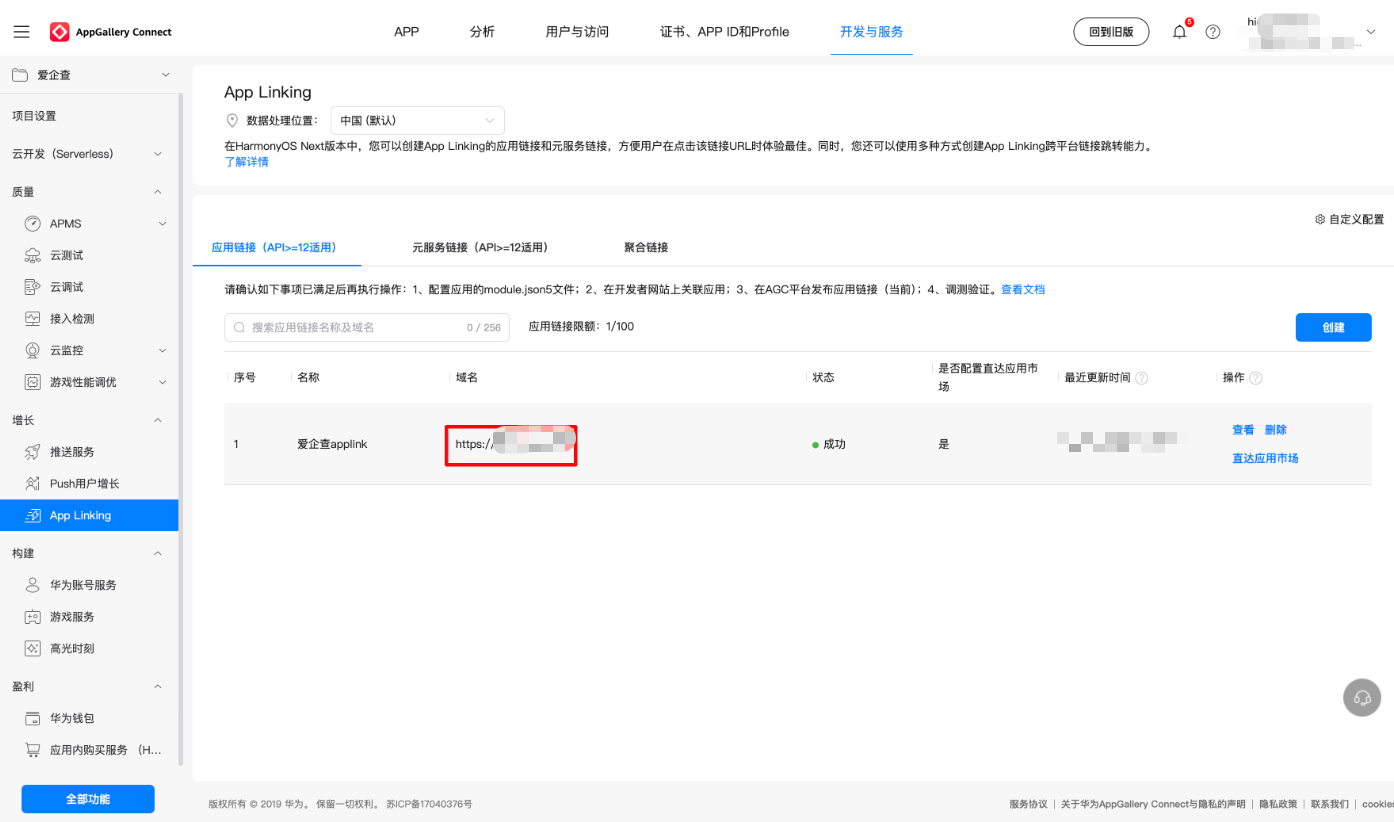 AppGallery Connect
APP
分析
用户与访问
证书、APP ID和Profile
开发与服务
回到旧版
6
hi
爱企查
项目设置
云开发（Serverless）
质量
APMS
云测试
云调试
接入检测
云监控
游戏性能调优
增长
推送服务
Push用户增长
App Linking
构建
华为账号服务
游戏服务
高光时刻
盈利
华为钱包
应用内购买服务 （H...
全部功能
App Linking
数据处理位置：
中国 (默认)
在HarmonyOS Next版本中，您可以创建App Linking的应用链接和元服务链接，方便用户在点击该链接URL时体验最佳。同时，您还可以使用多种方式创建App Linking跨平台链接跳转能力。
了解详情
自定义配置
应用链接（API>=12适用）
元服务链接（API>=12适用）
聚合链接
请确认如下事项已满足后再执行操作：1、配置应用的module.json5文件；2、在开发者网站上关联应用；3、在AGC平台发布应用链接（当前）；4、调测验证。查看文档
搜索应用链接名称及域名
0 / 256
应用链接限额：1/100
创建
序号
名称
域名
状态
是否配置直达应用市
场
最近更新时间
操作
1
爱企查applink
https://
成功
是
查看 删除
直达应用市场
版权所有 © 2019 华为。 保留一切权利。 苏ICP备17040376号
服务协议 | 关于华为AppGallery Connect与隐私的声明 | 隐私政策 | 联系我们 | cookies